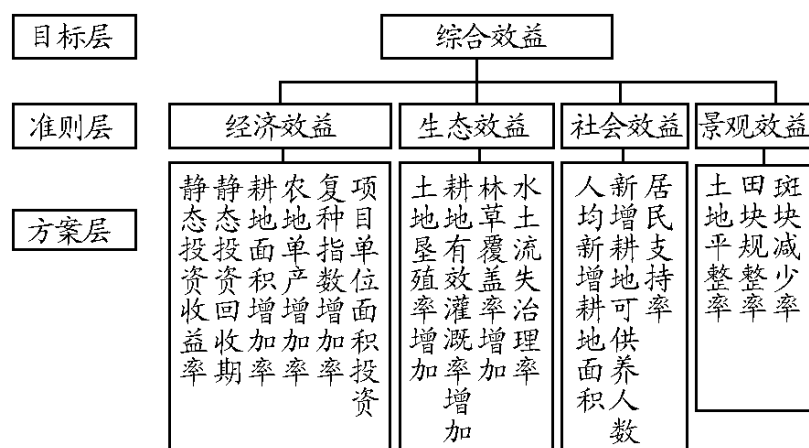 目标层
综合效益
准则层
经济效益
生态效益
社会效益
景观效益
方案层
静态投资收益率
静态投资回收期
耕地面积增加率
农地单产增加率
复种指数增加率
项目单位面积投资
土地垦殖率增加
耕地有效灌溉率增加
林草覆盖率增加
水土流失治理率
人均新增耕地面积
新增耕地可供养人数
居民支持率
土地平整率
田块规整率
斑块减少率